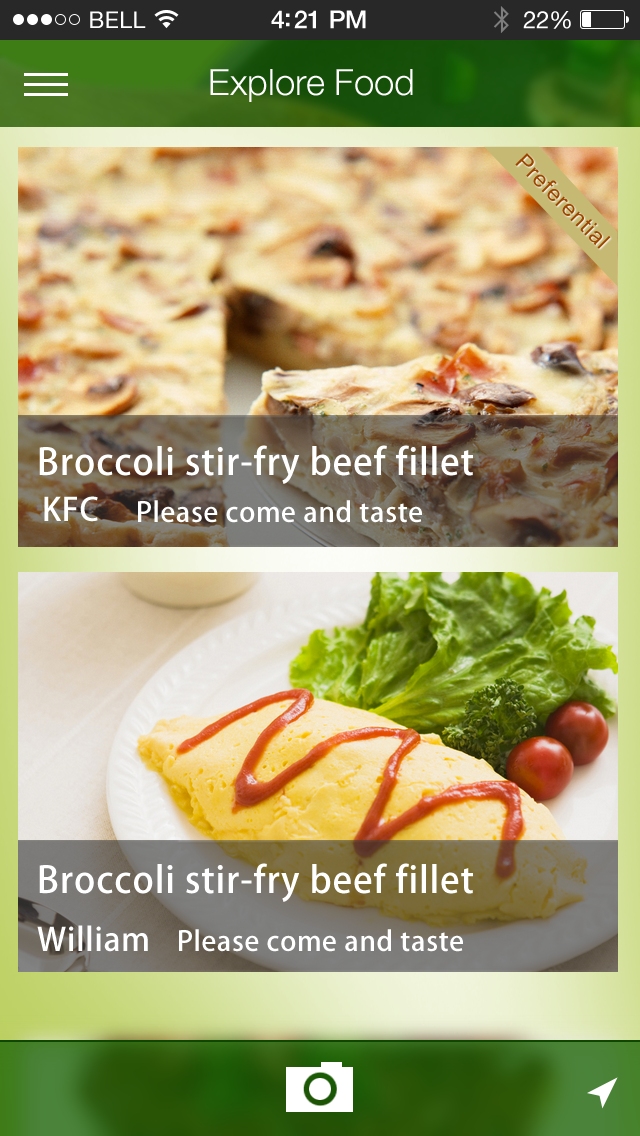 BELL 4:21 PM 22%
Explore Food
Preferential
Broccoli stir-fry beef fillet
KFC Please come and taste
Broccoli stir-fry beef fillet
William Please come and taste